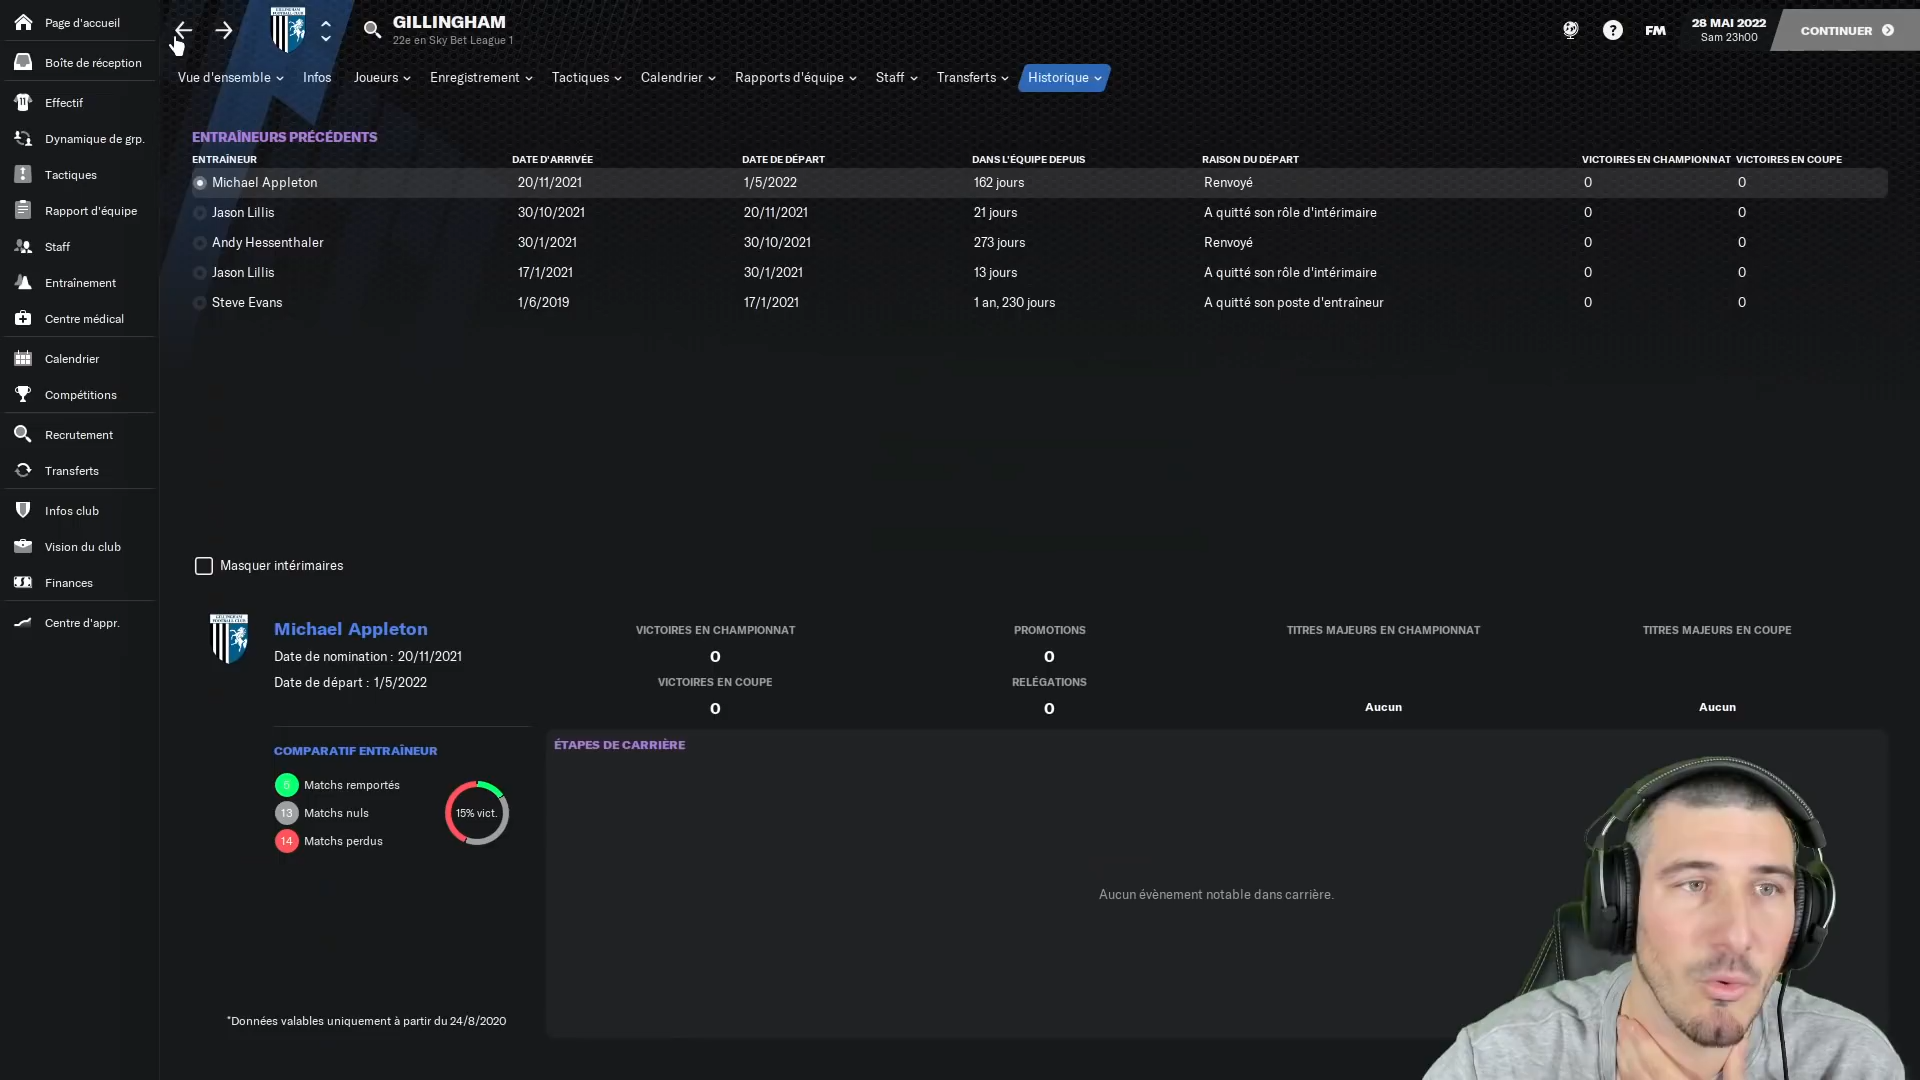 Page d'accueil
Boîte de réception
Effectif
Dynamique de grp.
Tactiques
Rapport d'équipe
Staff
Entraînement
Centre médical
Calendrier
Compétitions
Recrutement
Transferts
Infos club
Vision du club
Finances
Centre d'appr.
GILLINGHAM
22e en Sky Bet League 1
FM
28 MAI 2022
Sam 23h00
CONTINUER
Vue d'ensemble Infos Joueurs Enregistrement Tactiques Calendrier Rapports d'équipe Staff Transferts Historique
ENTRAÎNEURS PRÉCÉDENTS
ENTRAÎNEUR DATE D'ARRIVÉE DATE DE DÉPART DANS L'ÉQUIPE DEPUIS RAISON DU DÉPART VICTOIRES EN CHAMPIONNAT VICTOIRES EN COUPE
Michael Appleton 20/11/2021 1/5/2022 162 jours Renvoyé 0 0
Jason Lillis 30/10/2021 20/11/2021 21 jours A quitté son rôle d'intérimaire 0 0
Andy Hessenthaler 30/1/2021 30/10/2021 273 jours Renvoyé 0 0
Jason Lillis 17/1/2021 30/1/2021 13 jours A quitté son rôle d'intérimaire 0 0
Steve Evans 1/6/2019 17/1/2021 1 an, 230 jours A quitté son poste d'entraîneur 0 0
Masquer intérimaires
Michael Appleton
Date de nomination : 20/11/2021
Date de départ : 1/5/2022
VICTOIRES EN CHAMPIONNAT PROMOTIONS TITRES MAJEURS EN CHAMPIONNAT TITRES MAJEURS EN COUPE
0 0
VICTOIRES EN COUPE RELÉGATIONS
0 0 Aucun Aucun
COMPARATIF ENTRAÎNEUR
Matchs remportés
13 Matchs nuls
14 Matchs perdus
15% vict.
ÉTAPES DE CARRIÈRE
Aucun évènement notable dans carrière.
*Données valables uniquement à partir du 24/8/2020